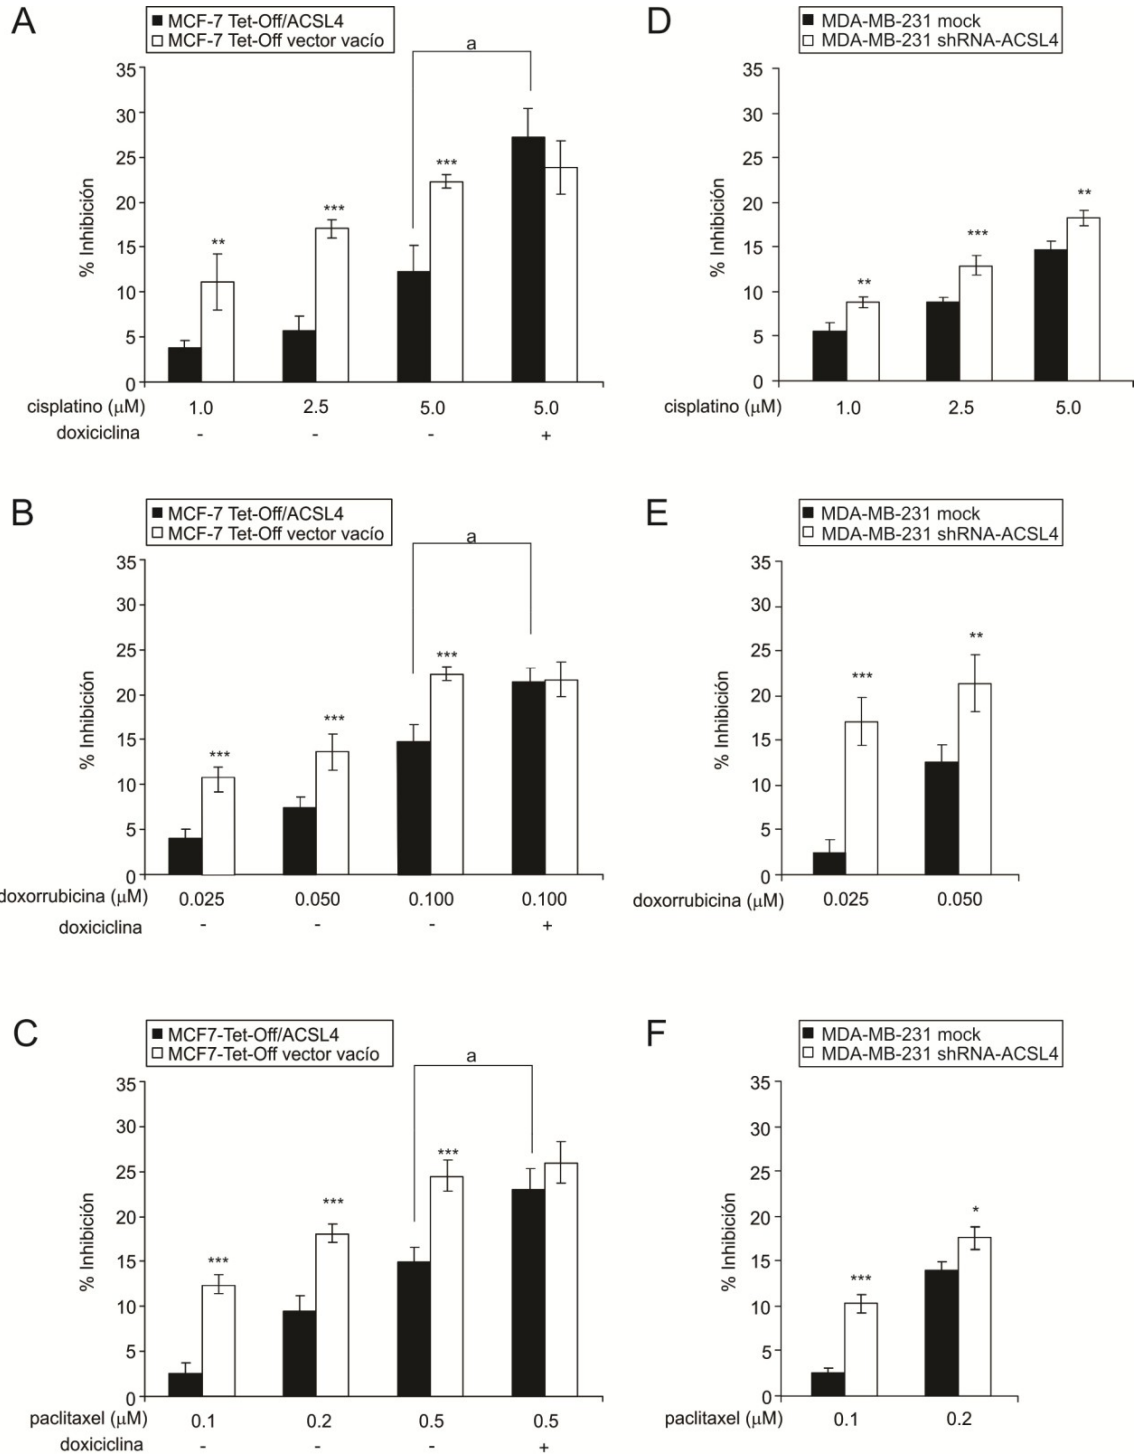 A
■ MCF-7 Tet-Off/ACSL4
□ MCF-7 Tet-Off vector vacío
a
35
30
25
20
15
10
5
0
% Inhibición
**
***
***
cisplatino (µM) 1.0 2.5 5.0 5.0
doxiciclina - - - +
D
■ MDA-MB-231 mock
□ MDA-MB-231 shRNA-ACSL4
35
30
25
20
15
10
5
0
% Inhibición
**
***
**
cisplatino (µM) 1.0 2.5 5.0
B
■ MCF-7 Tet-Off/ACSL4
□ MCF-7 Tet-Off vector vacío
a
35
30
25
20
15
10
5
0
% Inhibición
***
***
***
doxorrubicina (µM) 0.025 0.050 0.100 0.100
doxiciclina - - - +
E
■ MDA-MB-231 mock
□ MDA-MB-231 shRNA-ACSL4
35
30
25
20
15
10
5
0
% Inhibición
***
**
doxorrubicina (µM) 0.025 0.050
C
■ MCF7-Tet-Off/ACSL4
□ MCF7-Tet-Off vector vacío
a
35
30
25
20
15
10
5
0
% Inhibición
***
***
***
paclitaxel (µM) 0.1 0.2 0.5 0.5
doxiciclina - - - +
F
■ MDA-MB-231 mock
□ MDA-MB-231 shRNA-ACSL4
35
30
25
20
15
10
5
0
% Inhibición
***
*
paclitaxel (µM) 0.1 0.2